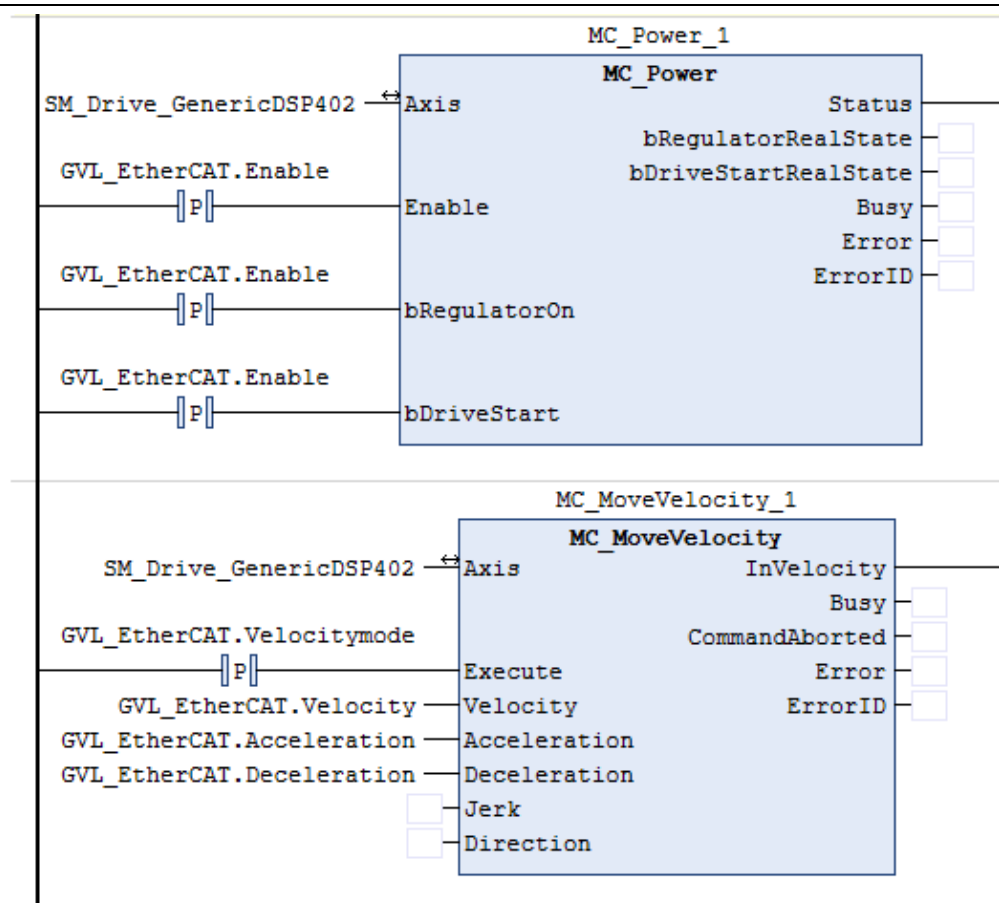 MC_Power_1
MC_Power
SM_Drive_GenericDSP402 Axis Status
bRegulatorRealState
GVL_EtherCAT.Enable bDriveStartRealState
P Enable Busy
Error
GVL_EtherCAT.Enable ErrorID
P bRegulatorOn
GVL_EtherCAT.Enable
P bDriveStart
MC_MoveVelocity_1
MC_MoveVelocity
SM_Drive_GenericDSP402 Axis InVelocity
Busy
GVL_EtherCAT.Velocitymode CommandAborted
P Execute Error
GVL_EtherCAT.Velocity Velocity ErrorID
GVL_EtherCAT.Acceleration Acceleration
GVL_EtherCAT.Deceleration Deceleration
Jerk
Direction